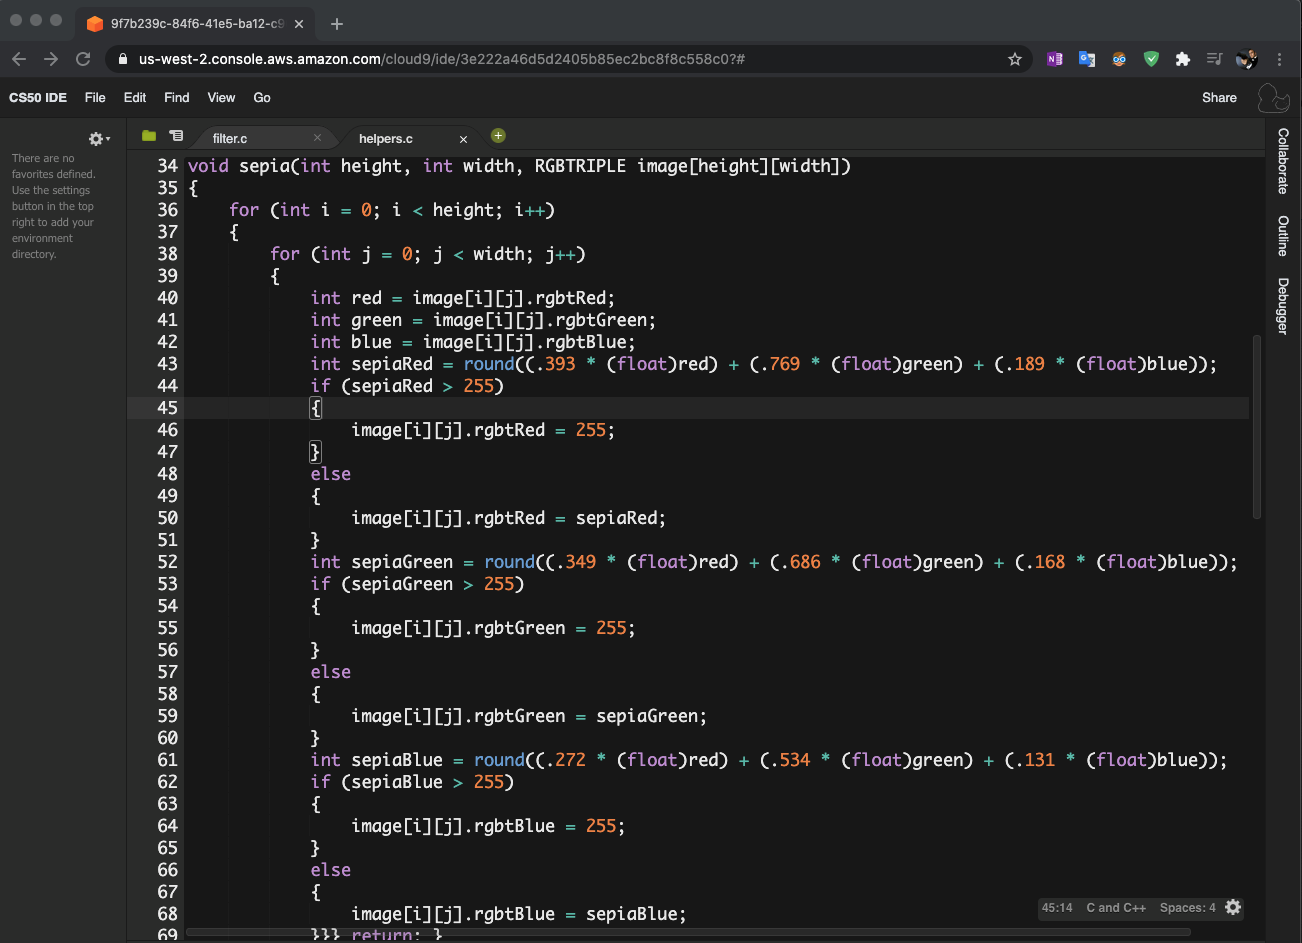 9f7b239c-84f6-41e5-ba12-c9
us-west-2.console.aws.amazon.com/cloud9/ide/3e222a46d5d2405b85ec2bc8f8c558c0?#
CS50 IDE File Edit Find View Go Share
There are no
favorites defined.
Use the settings
button in the top
right to add your
environment
directory.
filter.c helpers.c
34 void sepia(int height, int width, RGBTRIPLE image[height][width])
35 {
36     for (int i = 0; i < height; i++)
37     {
38         for (int j = 0; j < width; j++)
39         {
40             int red = image[i][j].rgbtRed;
41             int green = image[i][j].rgbtGreen;
42             int blue = image[i][j].rgbtBlue;
43             int sepiaRed = round((.393 * (float)red) + (.769 * (float)green) + (.189 * (float)blue));
44             if (sepiaRed > 255)
45             {
46                 image[i][j].rgbtRed = 255;
47             }
48             else
49             {
50                 image[i][j].rgbtRed = sepiaRed;
51             }
52             int sepiaGreen = round((.349 * (float)red) + (.686 * (float)green) + (.168 * (float)blue));
53             if (sepiaGreen > 255)
54             {
55                 image[i][j].rgbtGreen = 255;
56             }
57             else
58             {
59                 image[i][j].rgbtGreen = sepiaGreen;
60             }
61             int sepiaBlue = round((.272 * (float)red) + (.534 * (float)green) + (.131 * (float)blue));
62             if (sepiaBlue > 255)
63             {
64                 image[i][j].rgbtBlue = 255;
65             }
66             else
67             {
68                 image[i][j].rgbtBlue = sepiaBlue;
69             }}} return; }
45:14 C and C++ Spaces: 4
Collaborate
Outline
Debugger